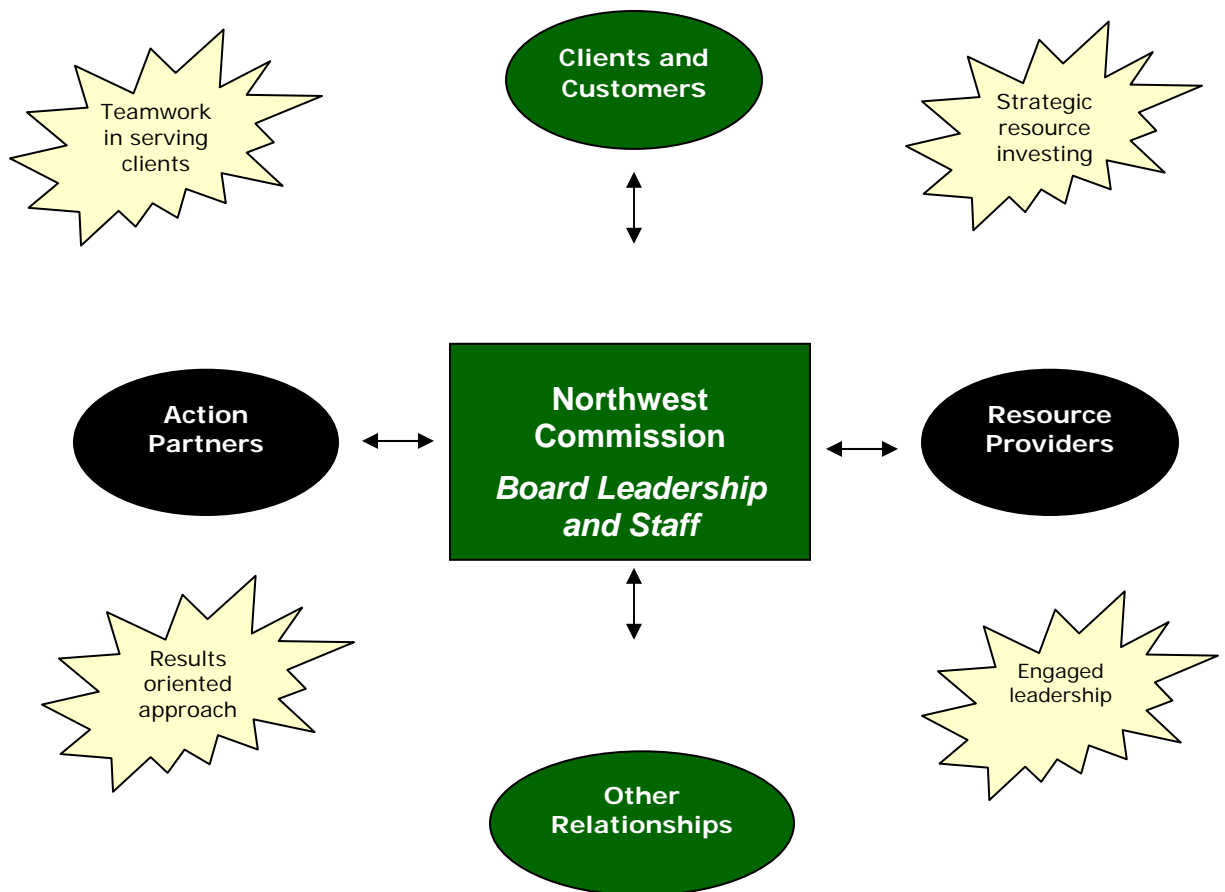 Clients and
Customers
Teamwork
in serving
clients
Strategic
resource
investing
Action
Partners
Northwest
Commission
Board Leadership
and Staff
Resource
Providers
Results
oriented
approach
Engaged
leadership
Other
Relationships